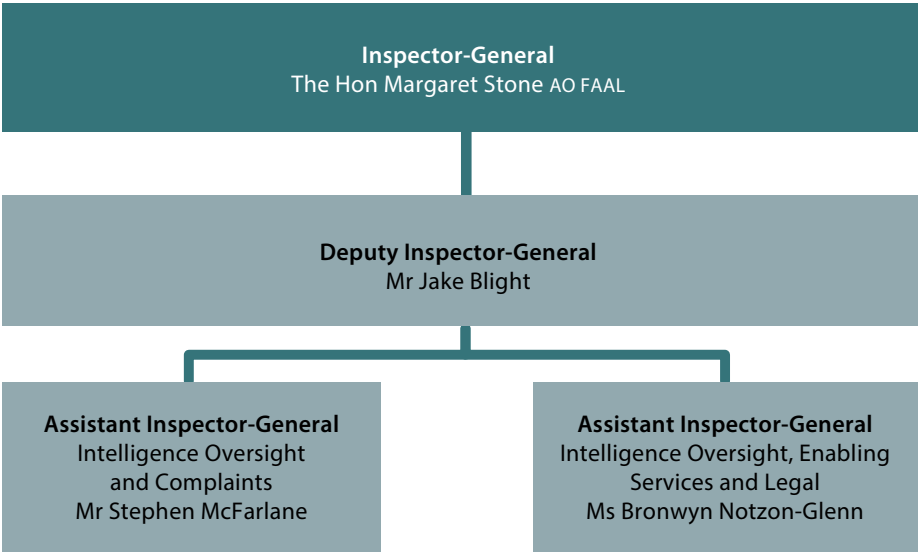 Inspector-General
The Hon Margaret Stone AO FAAL
Deputy Inspector-General
Mr Jake Blight
Assistant Inspector-General
Intelligence Oversight
and Complaints
Mr Stephen McFarlane
Assistant Inspector-General
Intelligence Oversight, Enabling
Services and Legal
Ms Bronwyn Notzon-Glenn